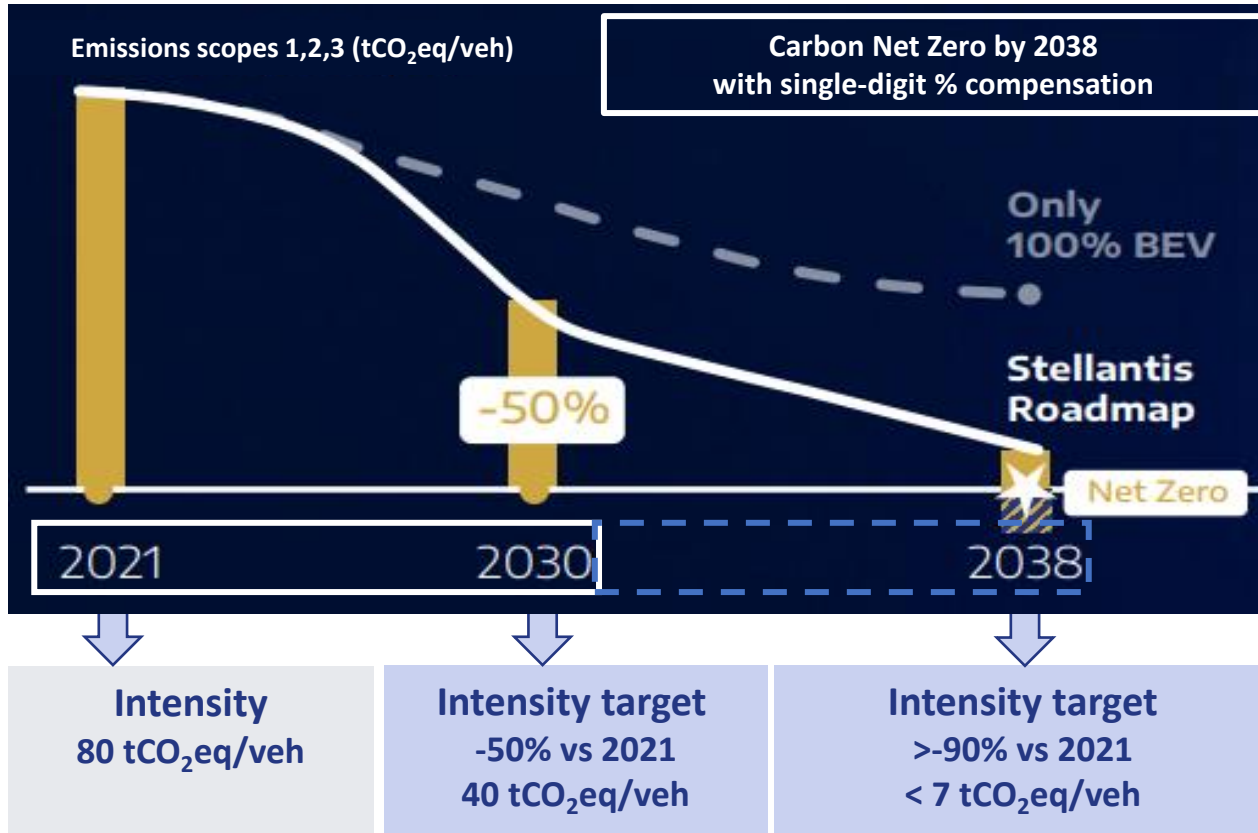 Emissions scopes 1,2,3 (tCO₂eq/veh)
Carbon Net Zero by 2038
with single-digit % compensation
Only
100% BEV
Stellantis
Roadmap
-50%
Net Zero
2021
2030
2038
Intensity
80 tCO₂eq/veh
Intensity target
-50% vs 2021
40 tCO₂eq/veh
Intensity target
>-90% vs 2021
< 7 tCO₂eq/veh